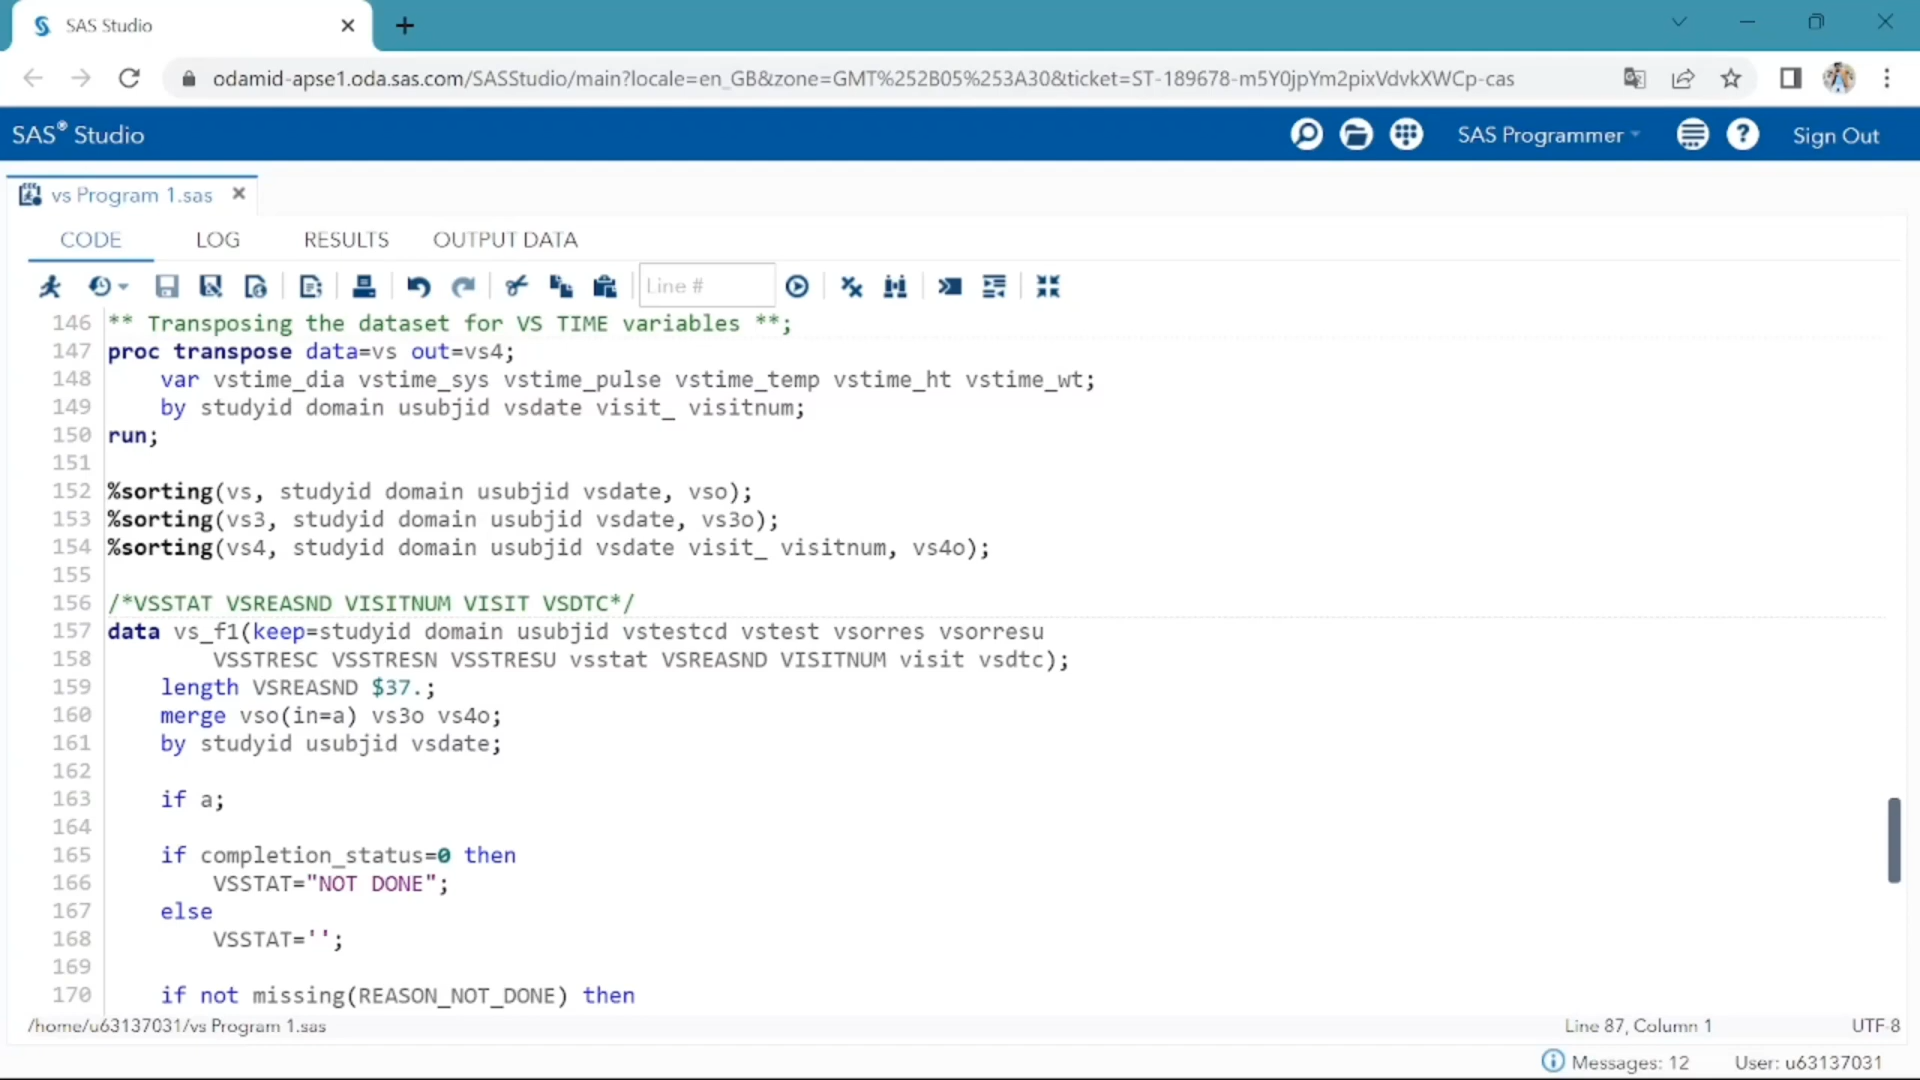 SAS Studio
odamid-apse1.oda.sas.com/SASStudio/main?locale=en_GB&zone=GMT%252B05%253A30&ticket=ST-189678-m5Y0jpYm2pixVdvkXWCp-cas
SAS® Studio
SAS Programmer
Sign Out
vs Program 1.sas
CODE LOG RESULTS OUTPUT DATA
Line #
146 ** Transposing the dataset for VS TIME variables **;
147 proc transpose data=vs out=vs4;
148 var vstime_dia vstime_sys vstime_pulse vstime_temp vstime_ht vstime_wt;
149 by studyid domain usubjid vsdate visit_ visitnum;
150 run;
151
152 %sorting(vs, studyid domain usubjid vsdate, vso);
153 %sorting(vs3, studyid domain usubjid vsdate, vs3o);
154 %sorting(vs4, studyid domain usubjid vsdate visit_ visitnum, vs4o);
155
156 /*VSSTAT VSREASND VISITNUM VISIT VSDTC*/
157 data vs_f1(keep=studyid domain usubjid vstestcd vstest vsorres vsorresu
158 VSSTRESC VSSTRESN VSSTRESU vsstat VSREASND VISITNUM visit vsdtc);
159 length VSREASND $37.;
160 merge vso(in=a) vs3o vs4o;
161 by studyid usubjid vsdate;
162
163 if a;
164
165 if completion_status=0 then
166 VSSTAT="NOT DONE";
167 else
168 VSSTAT='';
169
170 if not missing(REASON_NOT_DONE) then
/home/u63137031/vs Program 1.sas
Line 87, Column 1
UTF-8
Messages: 12
User: u63137031